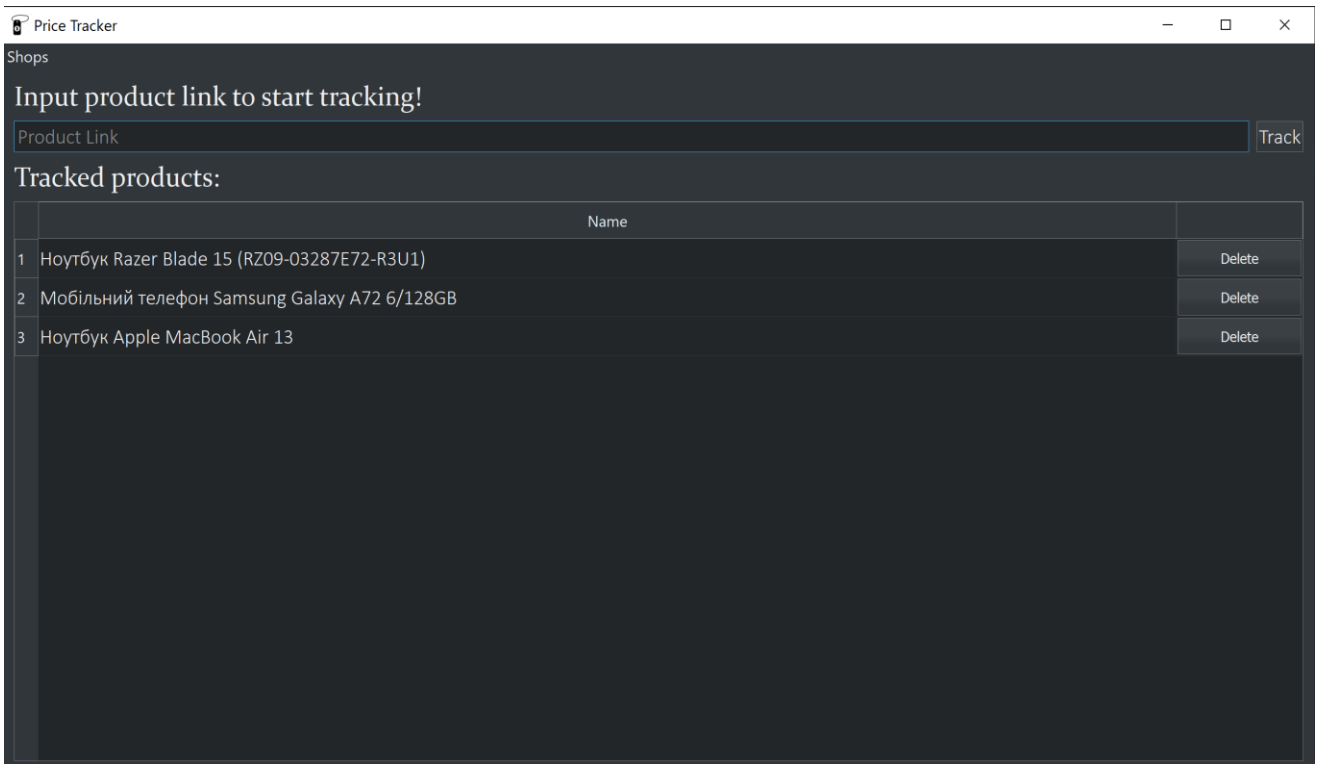 Price Tracker
Shops
Input product link to start tracking!
Product Link Track
Tracked products:
Name
1 Ноутбук Razer Blade 15 (RZ09-03287E72-R3U1) Delete
2 Мобільний телефон Samsung Galaxy A72 6/128GB Delete
3 Ноутбук Apple MacBook Air 13 Delete